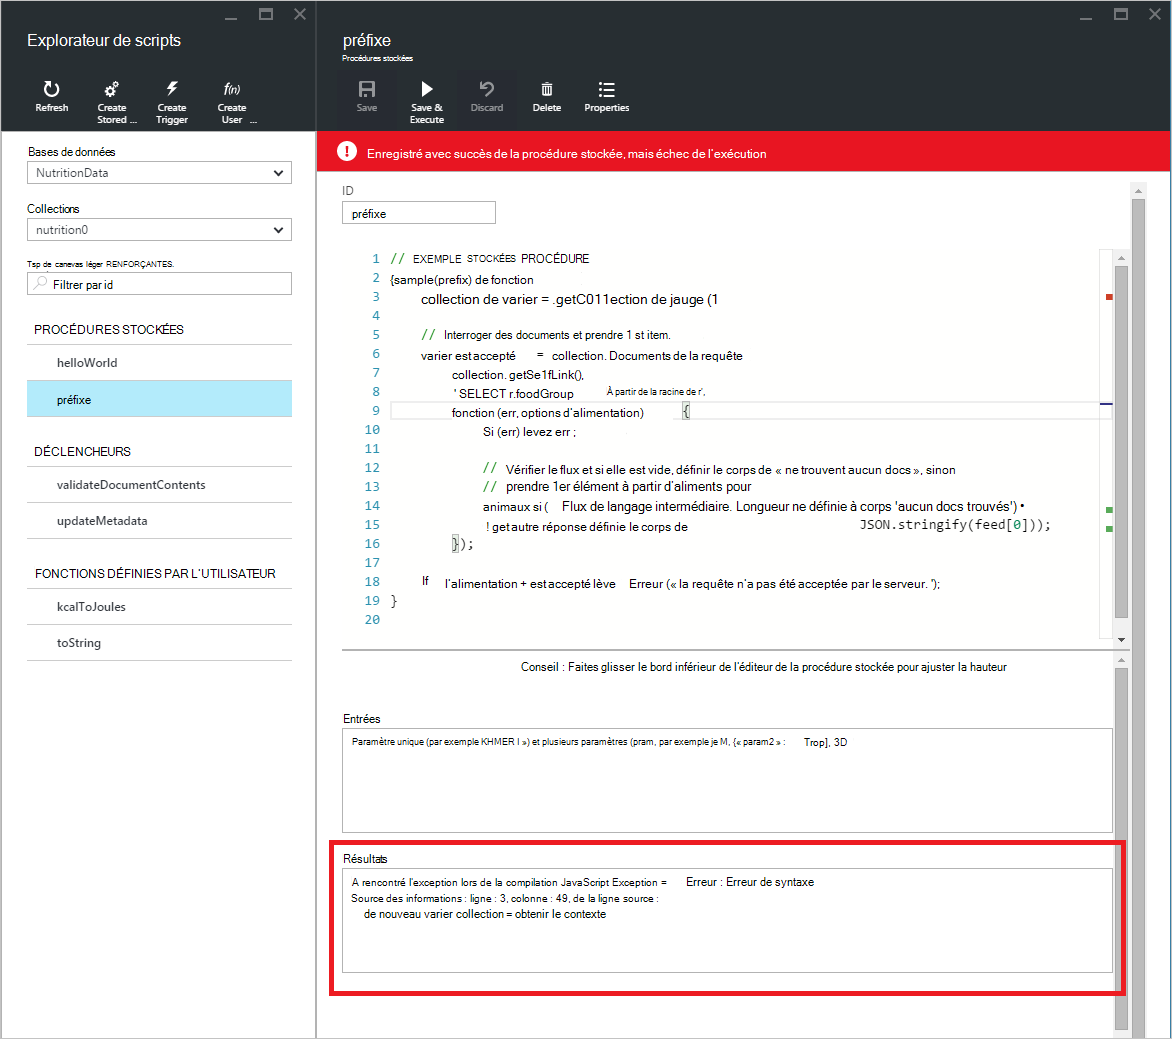 Explorateur de scripts
Refresh
Create Stored ...
Create Trigger
f(n)
Create User ...
Bases de données
NutritionData
Collections
nutrition0
Tsp de canevas léger RENFORÇANTES.
Filtrer par id
PROCÉDURES STOCKÉES
helloWorld
préfixe
DÉCLENCHEURS
validateDocumentContents
updateMetadata
FONCTIONS DÉFINIES PAR L'UTILISATEUR
kcalToJoules
toString
préfixe
Procédures stockées
Save
Save & Execute
Discard
Delete
Properties
Enregistré avec succès de la procédure stockée, mais échec de l'exécution
ID
préfixe
1 // EXEMPLE STOCKÉES PROCÉDURE
2 {sample(prefix) de fonction
3 collection de varier = .getC011ection de jauge (1
4
5 // Interroger des documents et prendre 1 st item.
6 varier est accepté = collection. Documents de la requête
7 collection. getSe1fLink(),
8 ' SELECT r.foodGroup À partir de la racine de r',
9 fonction (err, options d'alimentation) {
10 Si (err) levez err ;
11
12 // Vérifier le flux et si elle est vide, définir le corps de « ne trouvent aucun docs », sinon
13 // prendre 1er élément à partir d'aliments pour
14 animaux si ( Flux de langage intermédiaire. Longueur ne définie à corps 'aucun docs trouvés') •
15 ! get autre réponse définie le corps de JSON.stringify(feed[0]));
16 });
17
18 If l'alimentation + est accepté lève Erreur (« la requête n'a pas été acceptée par le serveur. ');
19 }
20
Conseil : Faites glisser le bord inférieur de l'éditeur de la procédure stockée pour ajuster la hauteur
Entrées
Paramètre unique (par exemple KHMER I ») et plusieurs paramètres (pram, par exemple je M, {« param2 » : Trop], 3D
Résultats
A rencontré l'exception lors de la compilation JavaScript Exception = Erreur : Erreur de syntaxe
Source des informations : ligne : 3, colonne : 49, de la ligne source :
de nouveau varier collection = obtenir le contexte